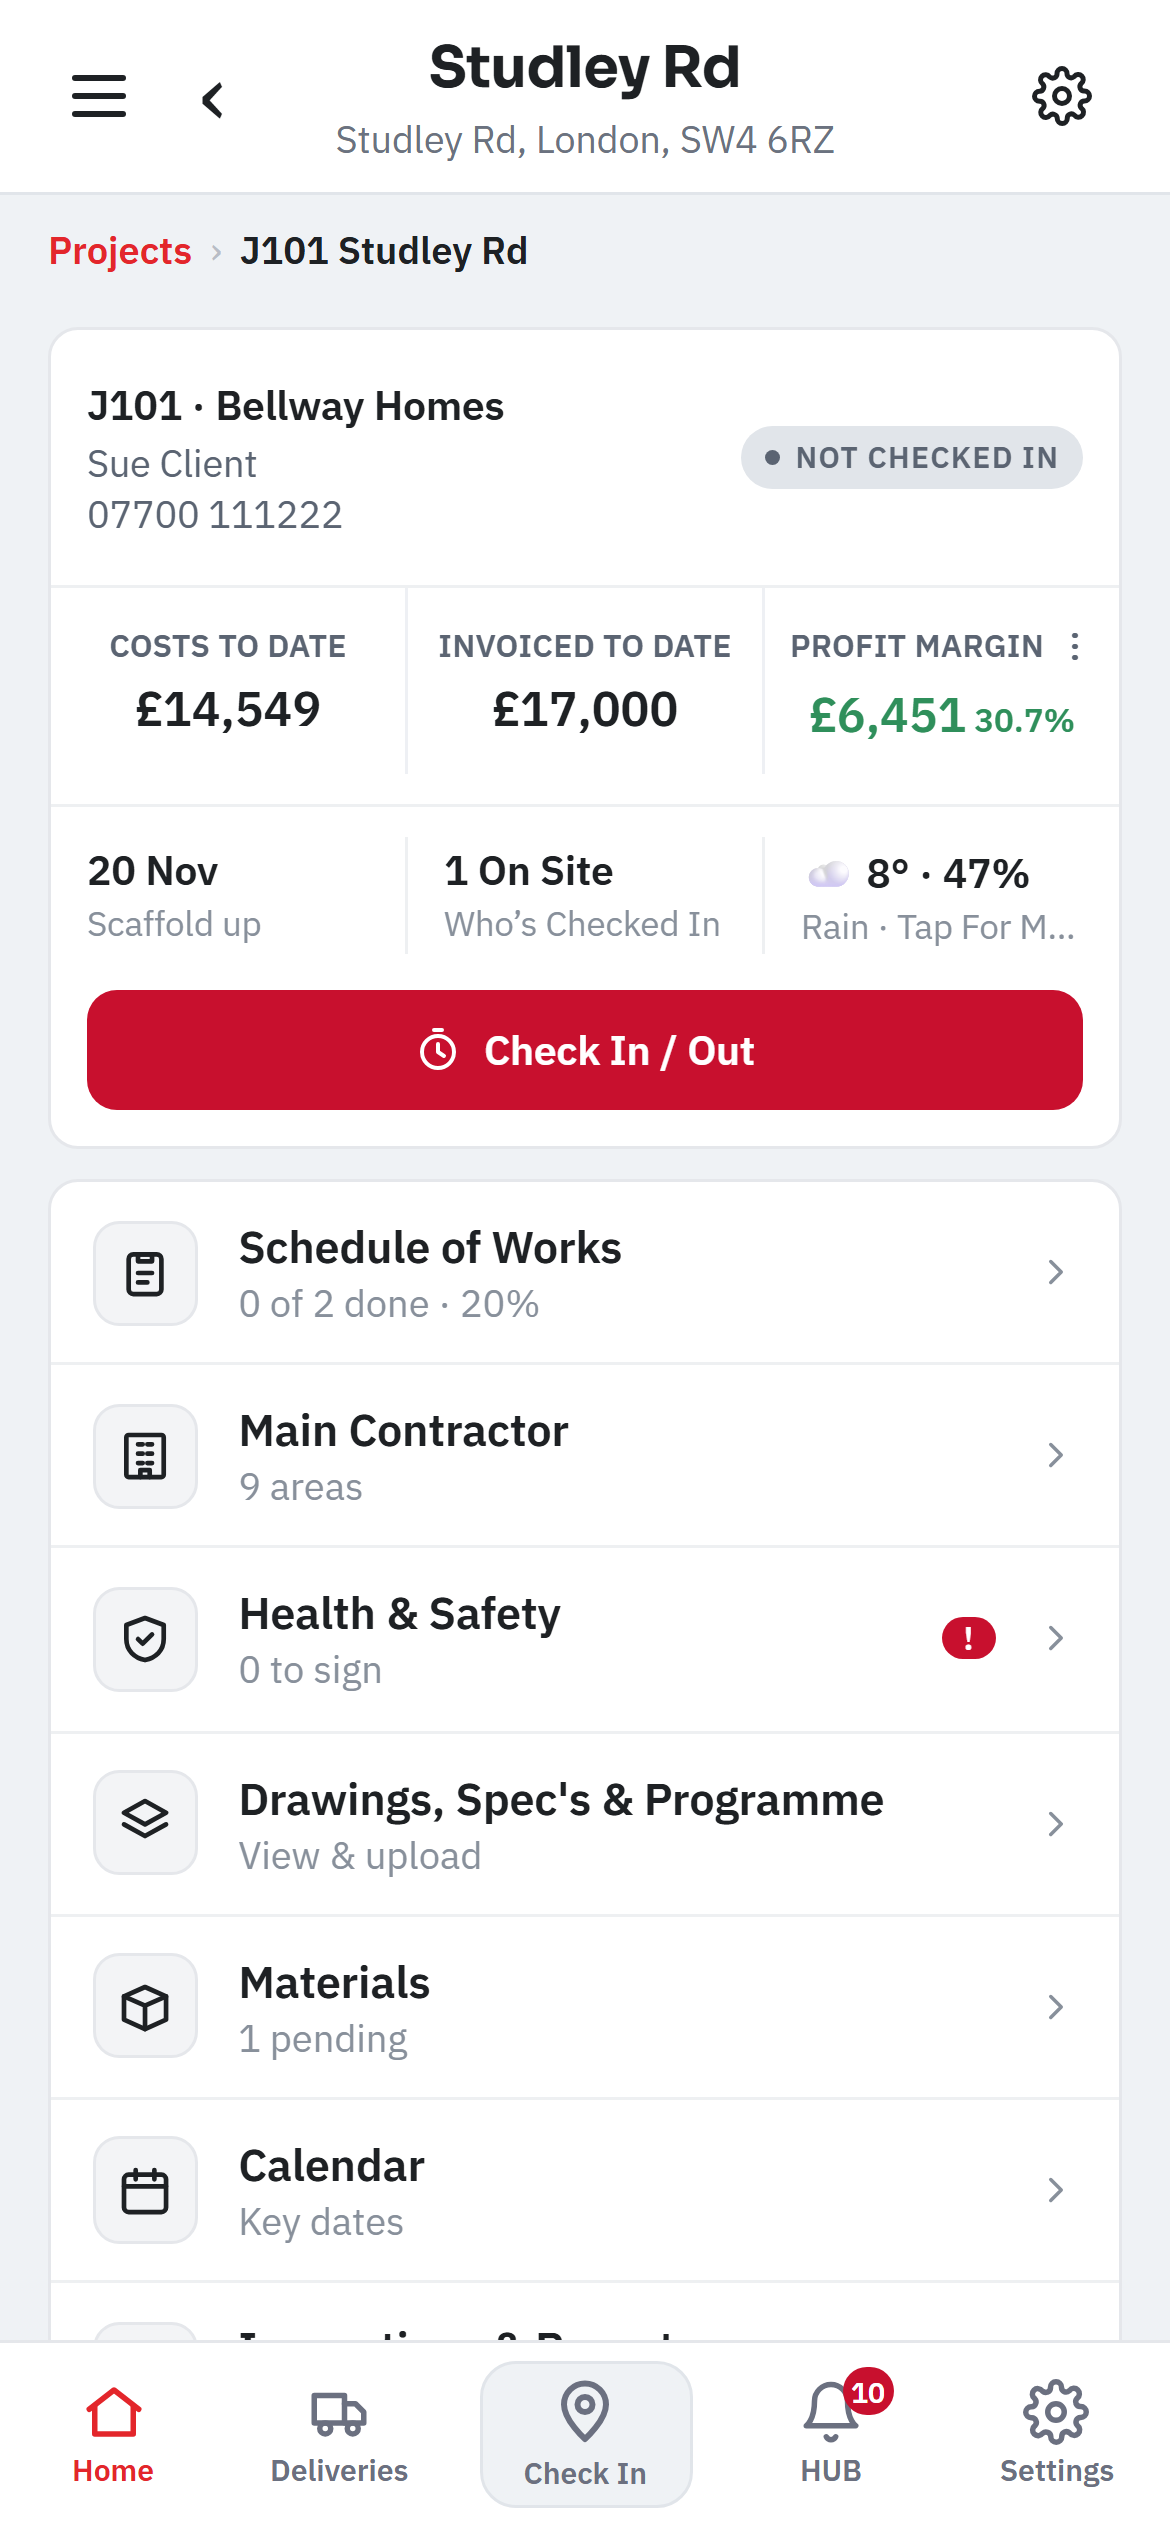 Studley Rd
Studley Rd, London, SW4 6RZ
Projects › J101 Studley Rd
J101 · Bellway Homes
Sue Client
07700 111222
NOT CHECKED IN
COSTS TO DATE
£14,549
INVOICED TO DATE
£17,000
PROFIT MARGIN
£6,451 30.7%
20 Nov
Scaffold up
1 On Site
Who’s Checked In
8° · 47%
Rain · Tap For M...
Check In / Out
Schedule of Works
0 of 2 done · 20%
Main Contractor
9 areas
Health & Safety
0 to sign
!
Drawings, Spec's & Programme
View & upload
Materials
1 pending
Calendar
Key dates
Home
Deliveries
Check In
10
HUB
Settings